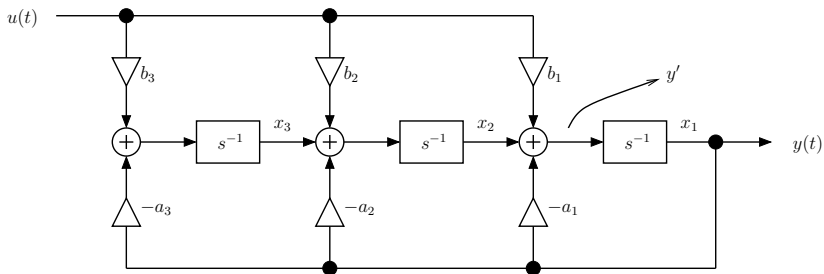 u(t)
b₃
b₂
b₁
y′
+
s⁻¹
x₃
+
s⁻¹
x₂
+
s⁻¹
x₁
y(t)
−a₃
−a₂
−a₁